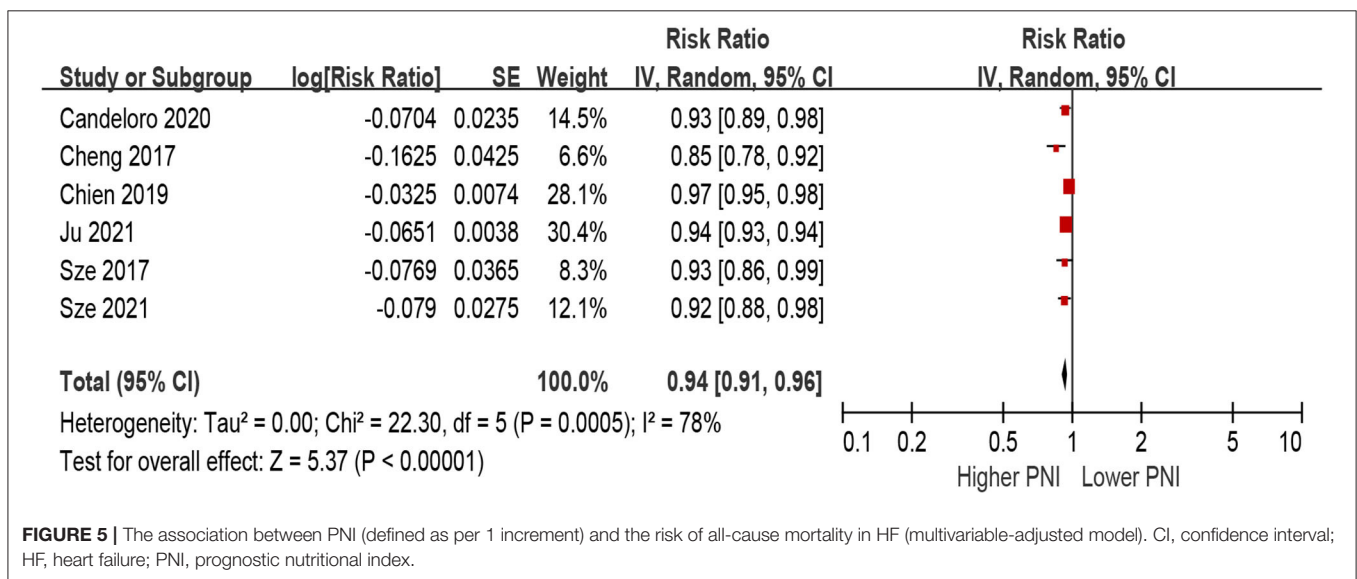 Risk Ratio Risk Ratio
Study or Subgroup log[Risk Ratio] SE Weight IV, Random, 95% CI IV, Random, 95% CI
Candeloro 2020 -0.0704 0.0235 14.5% 0.93 [0.89, 0.98]
Cheng 2017 -0.1625 0.0425 6.6% 0.85 [0.78, 0.92]
Chien 2019 -0.0325 0.0074 28.1% 0.97 [0.95, 0.98]
Ju 2021 -0.0651 0.0038 30.4% 0.94 [0.93, 0.94]
Sze 2017 -0.0769 0.0365 8.3% 0.93 [0.86, 0.99]
Sze 2021 -0.079 0.0275 12.1% 0.92 [0.88, 0.98]
Total (95% CI) 100.0% 0.94 [0.91, 0.96]
Heterogeneity: Tau² = 0.00; Chi² = 22.30, df = 5 (P = 0.0005); I² = 78%
Test for overall effect: Z = 5.37 (P < 0.00001)
0.1 0.2 0.5 1 2 5 10
Higher PNI Lower PNI
FIGURE 5 | The association between PNI (defined as per 1 increment) and the risk of all-cause mortality in HF (multivariable-adjusted model). CI, confidence interval;
HF, heart failure; PNI, prognostic nutritional index.